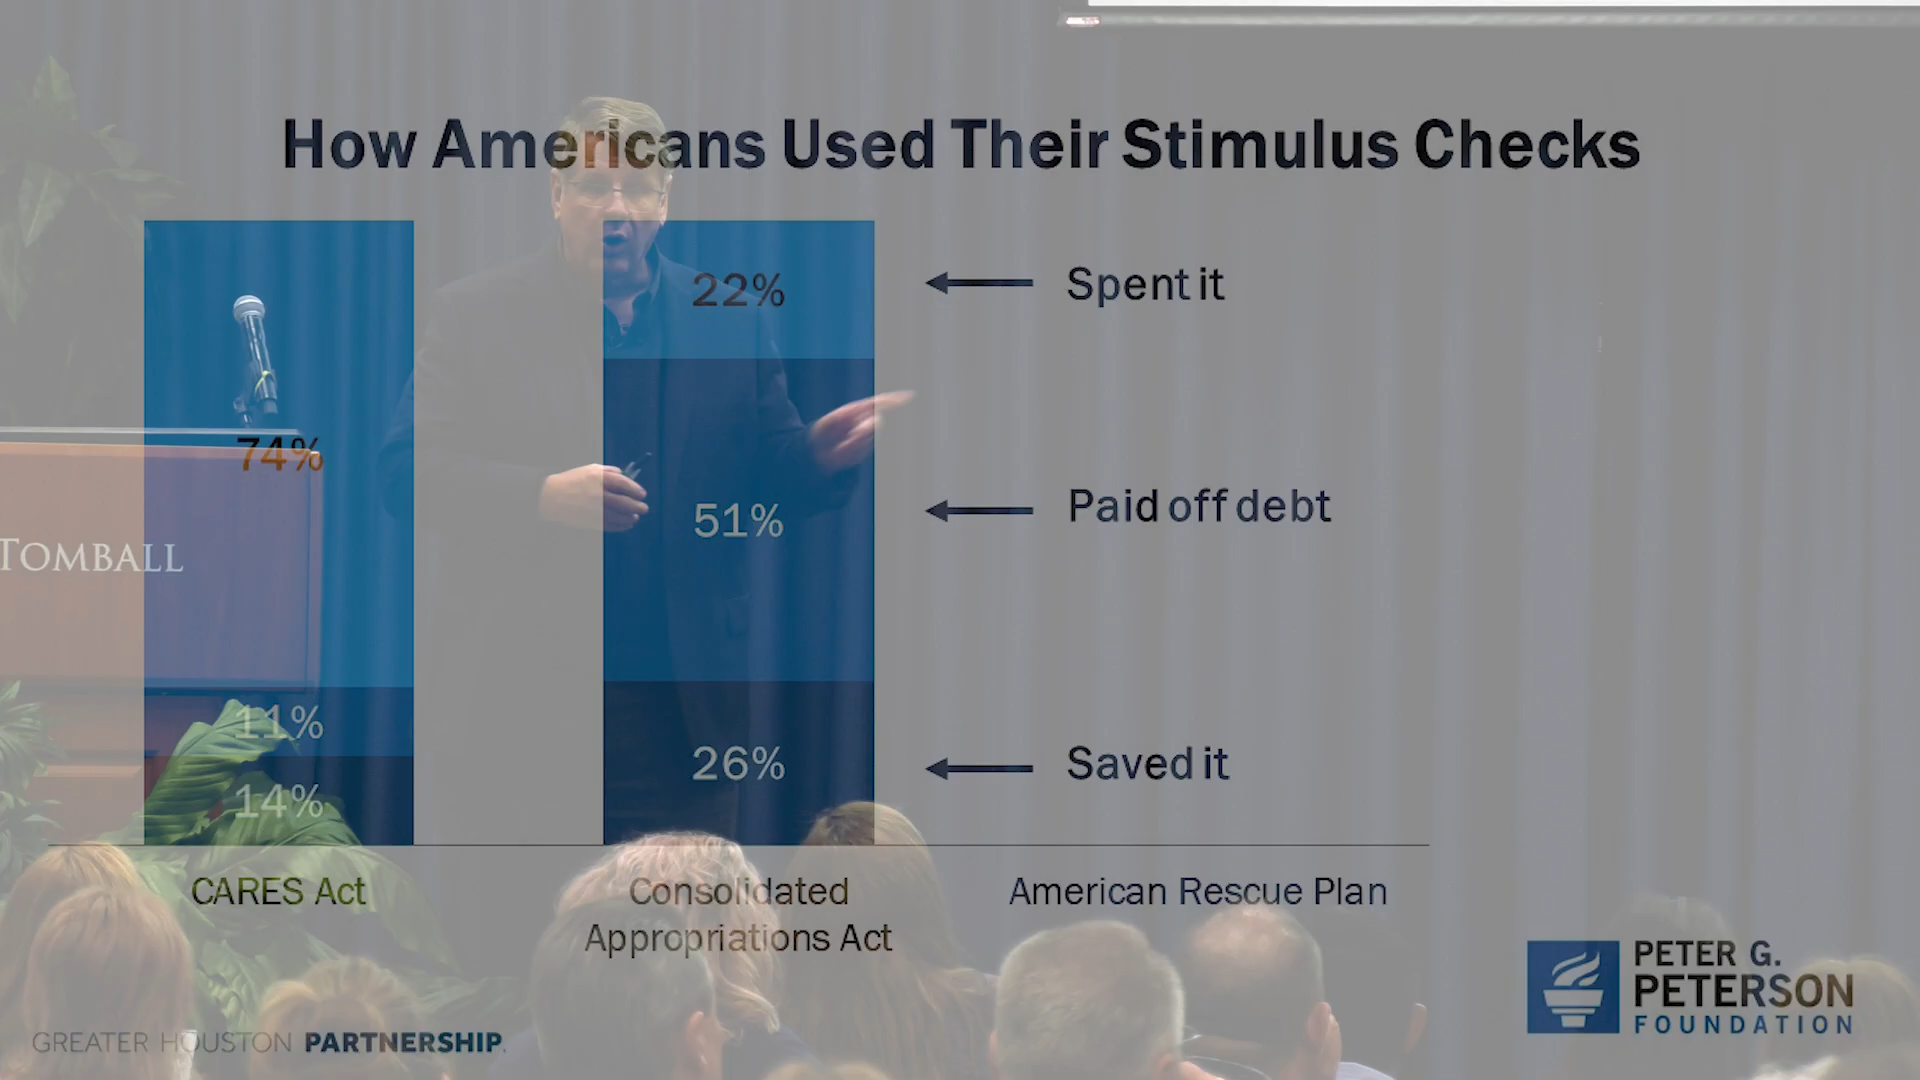 How Americans Used Their Stimulus Checks
22%
Spent it
74%
51%
Paid off debt
TOMBALL
11%
26%
Saved it
14%
CARES Act
Consolidated
Appropriations Act
American Rescue Plan
PETER G.
PETERSON
FOUNDATION
GREATER HOUSTON PARTNERSHIP.